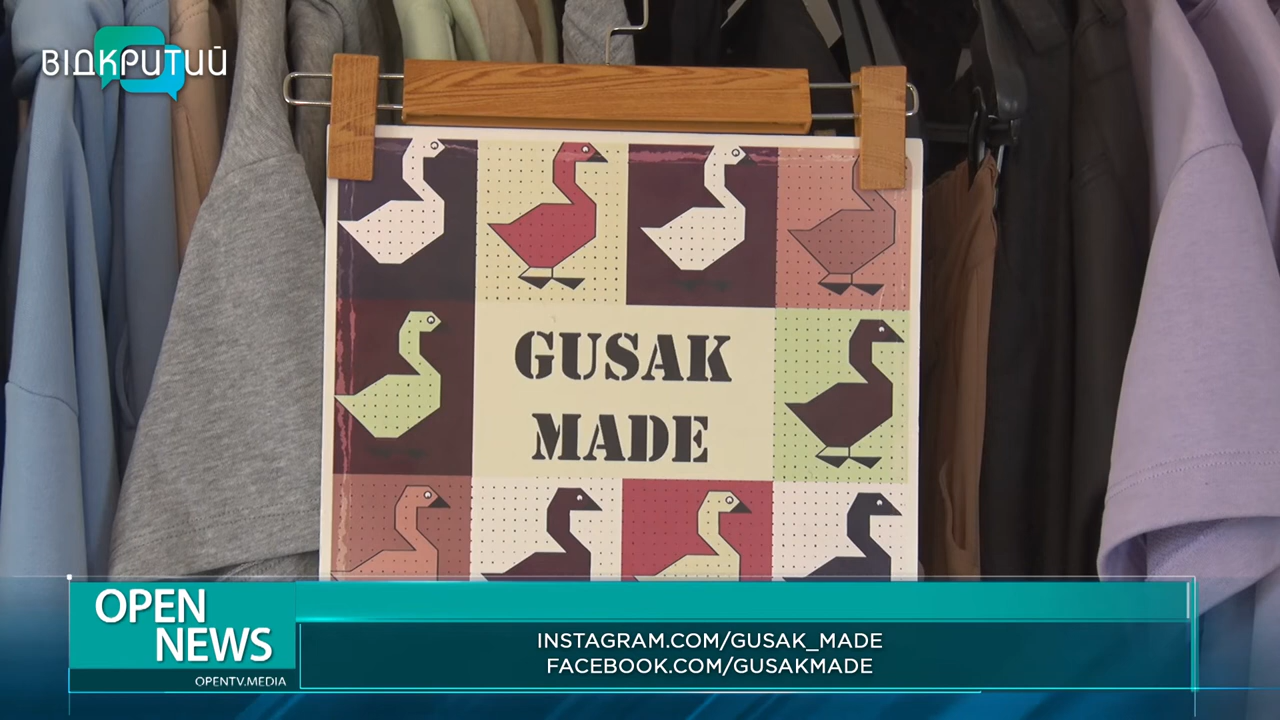 ВІДКРИТИЙ
GUSAK
MADE
OPEN
NEWS
OPENTV.MEDIA
INSTAGRAM.COM/GUSAK_MADE
FACEBOOK.COM/GUSAKMADE